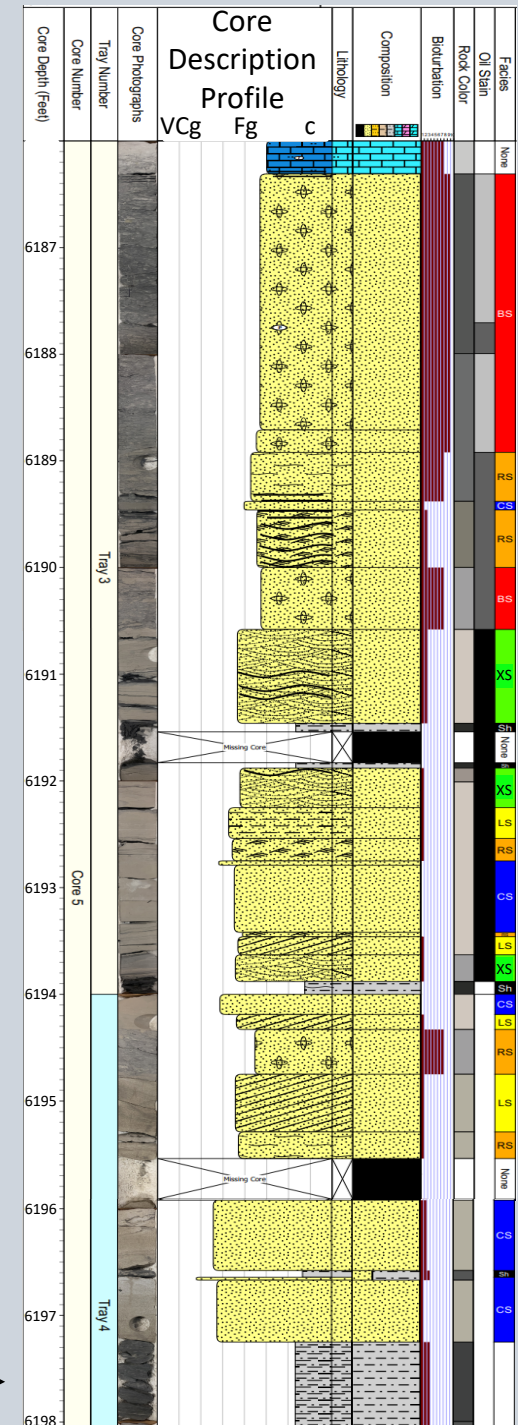 Core Depth (Feet)
Core Number
Tray Number
Core Photographs
Core
Description
Profile
VCg Fg c
Lithology
Composition
Bioturbation
Rock Color
Oil Stain
Facies
None
6187
BS
6188
6189
RS
CS
RS
6190
Tray 3
BS
6191
XS
Sh
Missing Core
None
6192
XS
LS
RS
6193
Core 5
CS
LS
XS
Sh
6194
CS
LS
RS
6195
LS
RS
Missing Core
None
6196
CS
Sh
6197
Tray 4
CS
6198